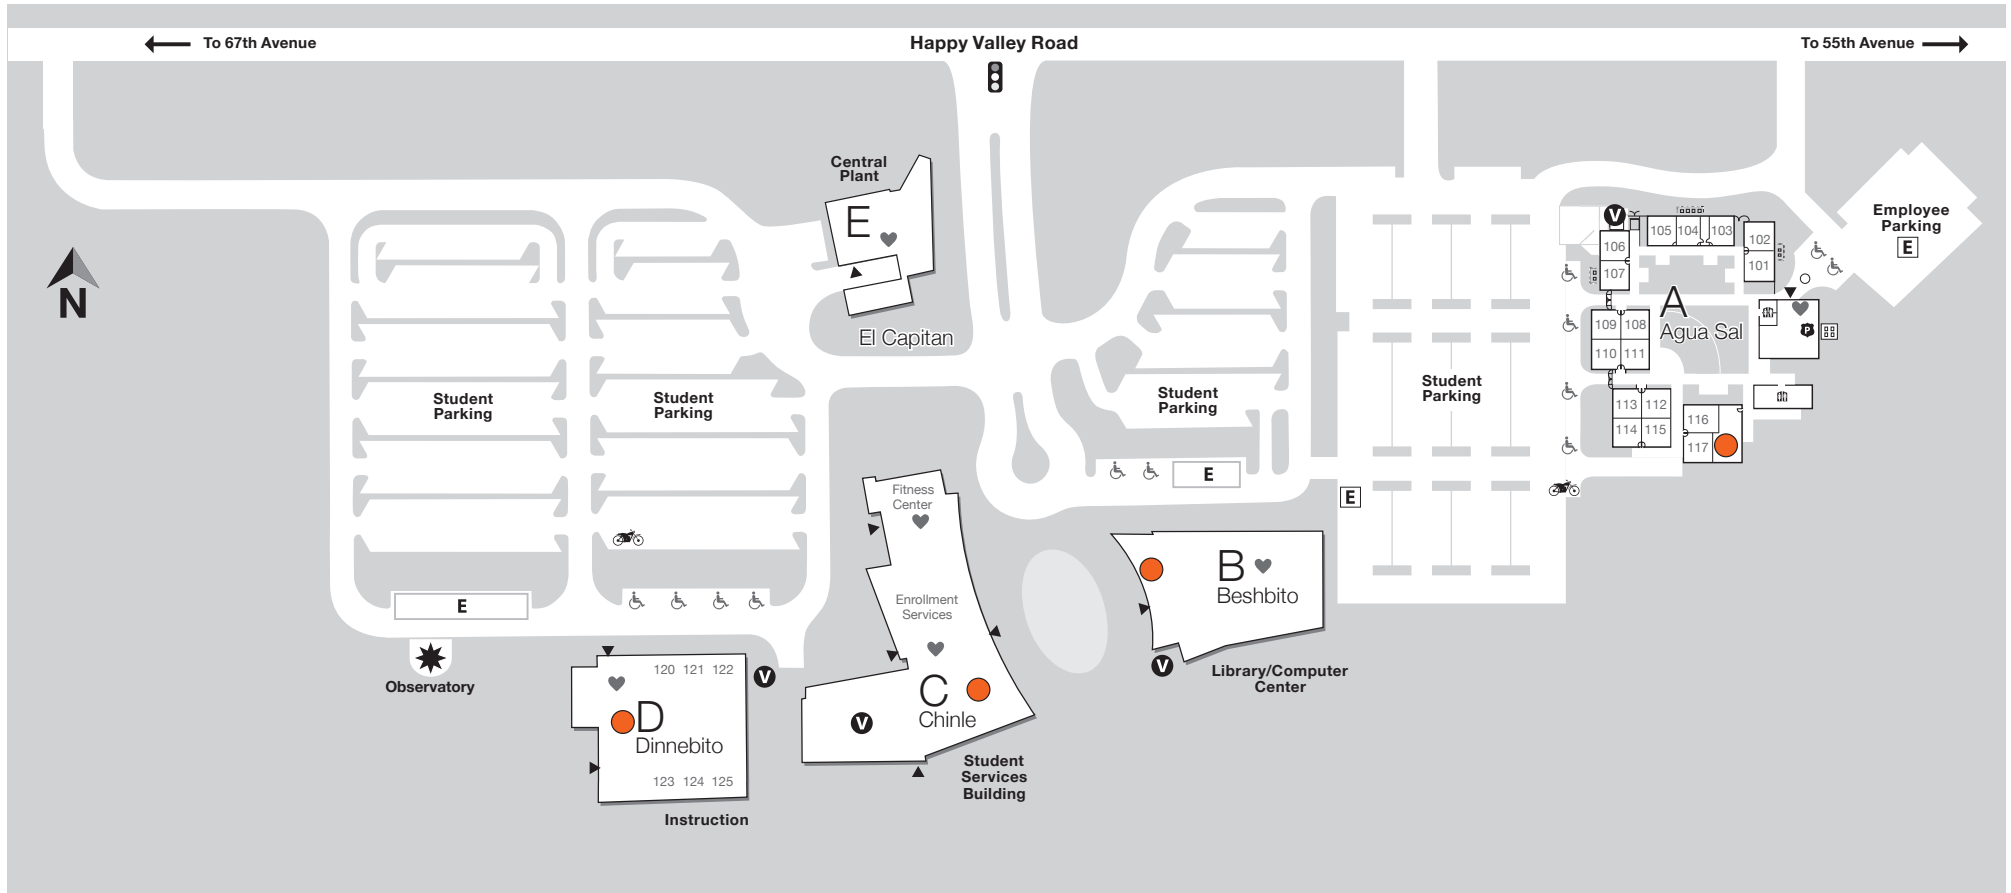 To 67th Avenue
Happy Valley Road
To 55th Avenue
Central
Plant
E
El Capitan
N
Employee
Parking
E
V
105 104 103
102
101
106
107
A
Agua Sal
109 108
110 111
P
113 112
114 115
116
117
Student
Parking
Student
Parking
Student
Parking
Student
Parking
E
E
E
Fitness
Center
Enrollment
Services
C
Chinle
V
Student
Services
Building
B
Beshbito
V
Library/Computer
Center
Observatory
120 121 122
V
D
Dinnebito
123 124 125
Instruction